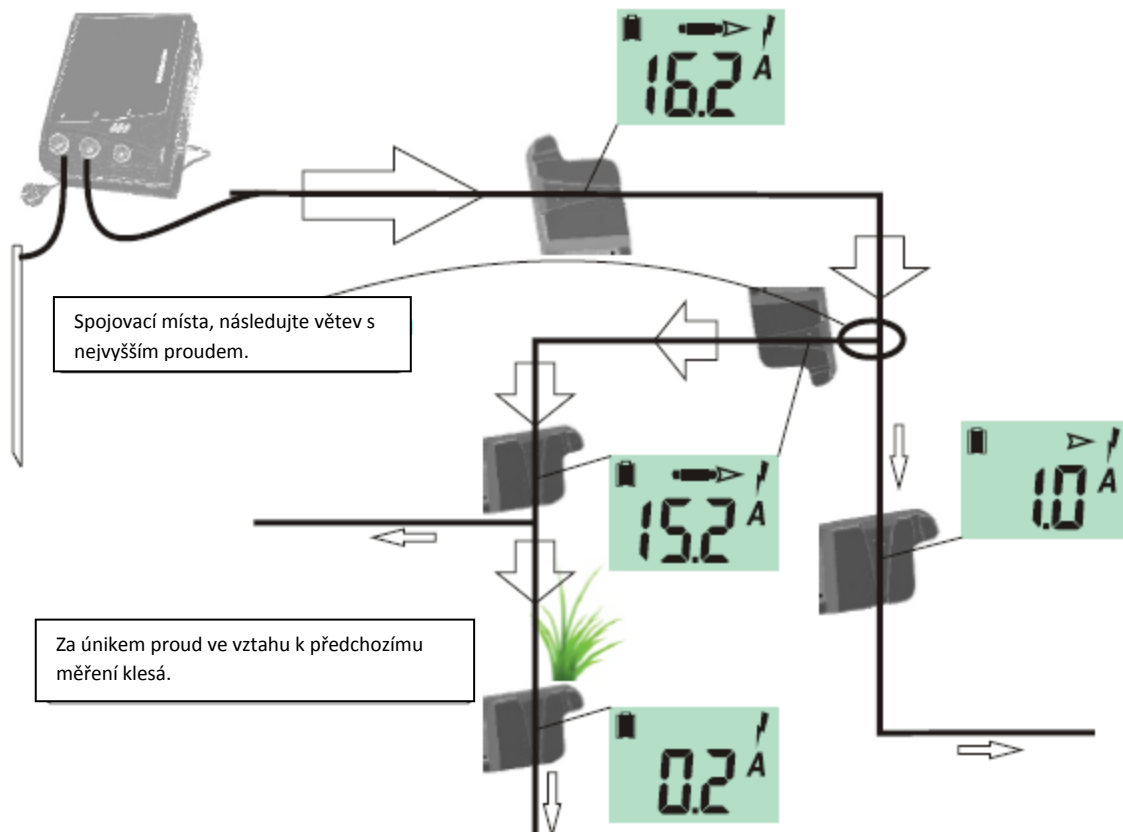 16.2 A
Spojovací místa, následujte větev s
nejvyšším proudem.
15.2 A
1.0 A
Za únikem proud ve vztahu k předchozímu
měření klesá.
0.2 A